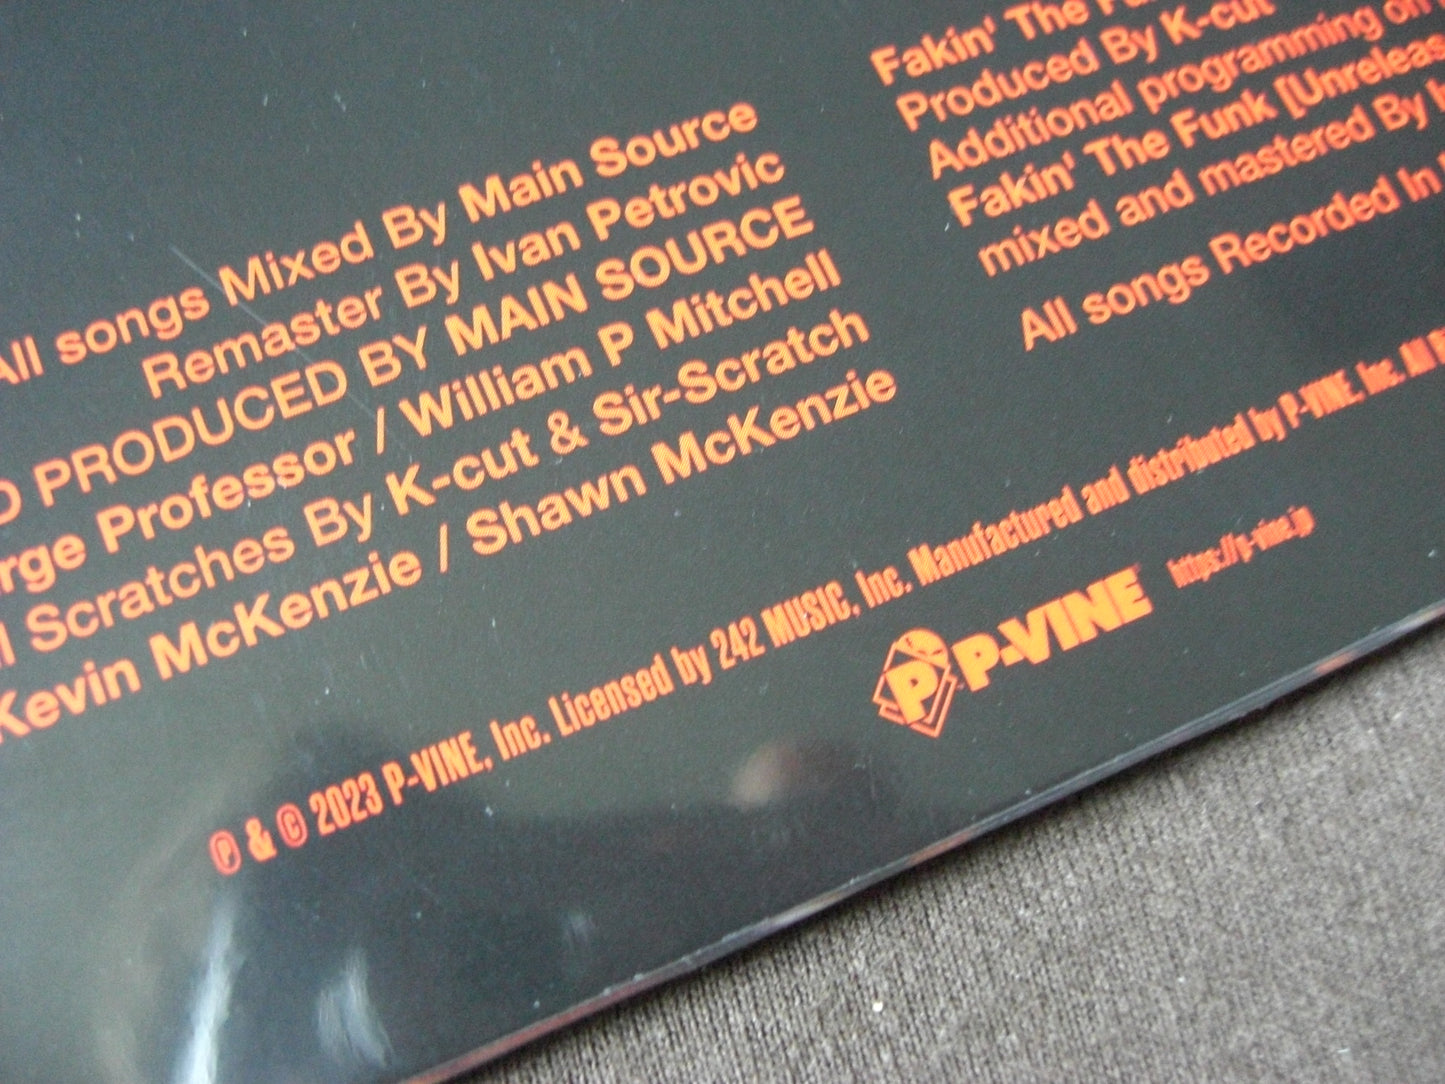 All songs Mixed By Main Source
Remaster By Ivan Petrovic
PRODUCED BY MAIN SOURCE
Professor / William P Mitchell
Scratches By K-cut & Sir-Scratch
Kevin McKenzie / Shawn McKenzie
Fakin' The
Produced By K-cut
Additional programming on
Fakin' The Funk [Unreleas
mixed and mastered By
All songs Recorded In
℗ & © 2023 P-VINE, Inc. Licensed by 242 MUSIC, Inc. Manufactured and distributed by P-VINE, Inc. All
P P-VINE https://p-vine.jp